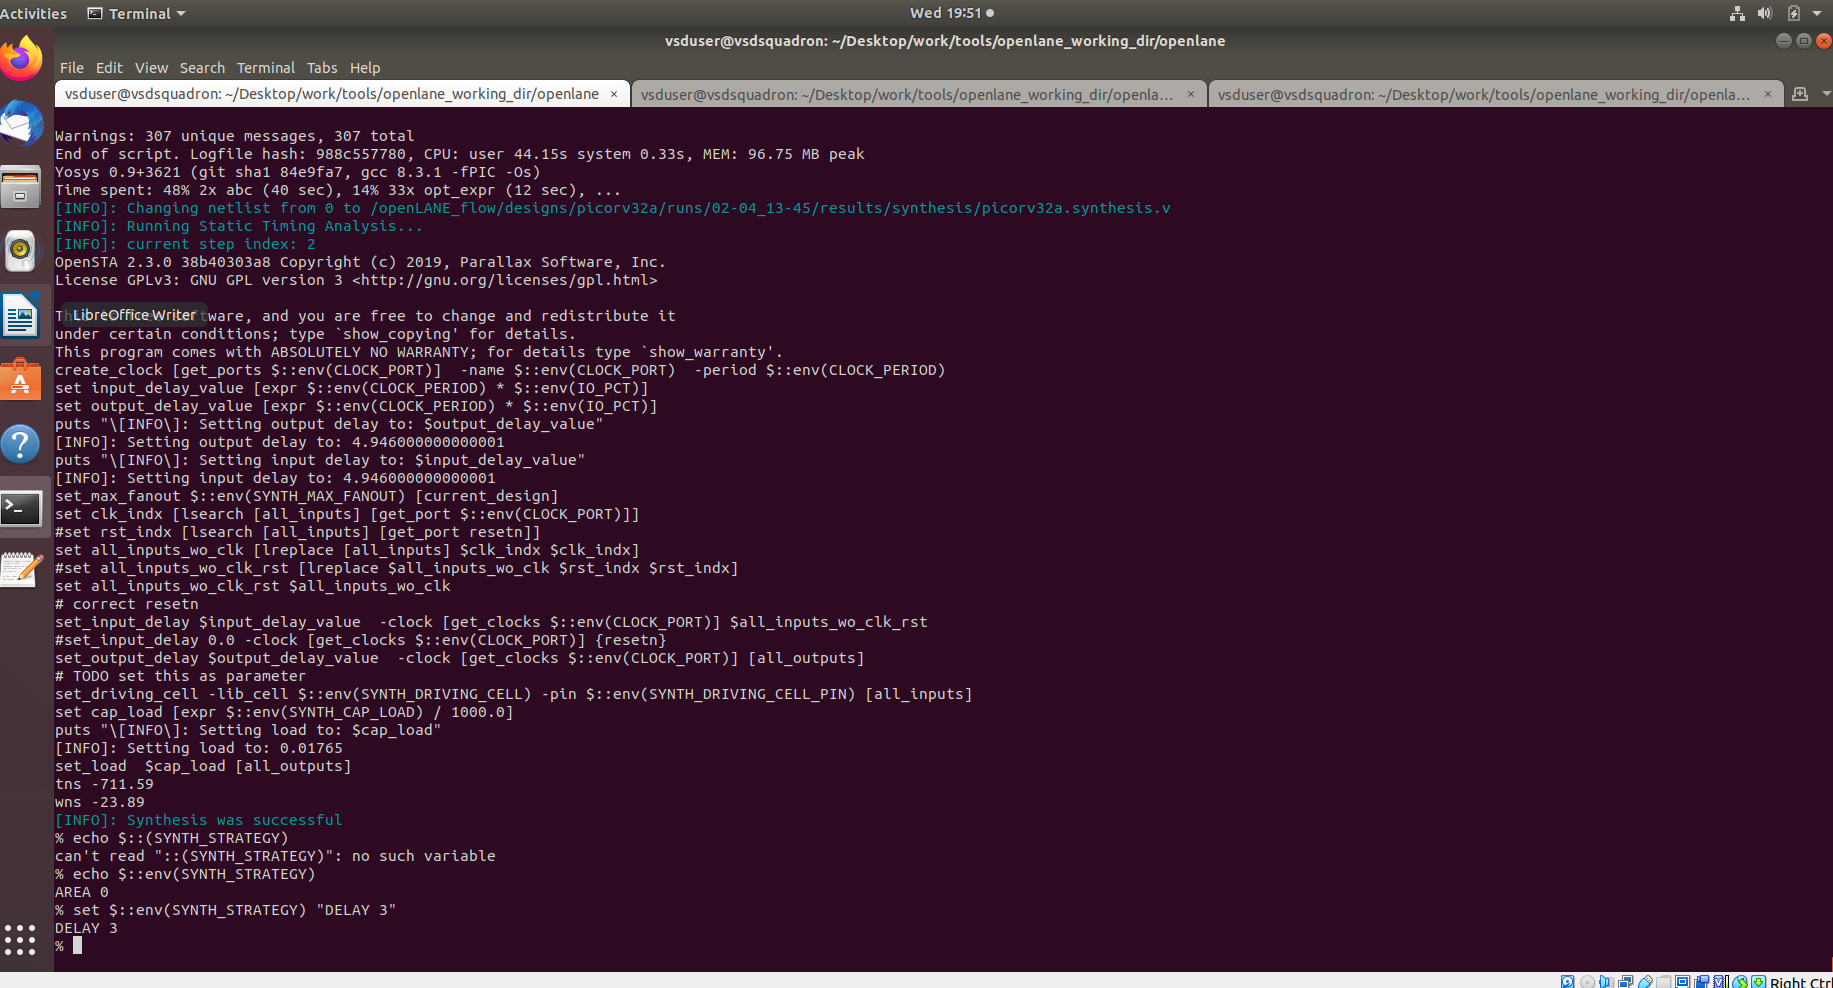 Activities
Terminal
Wed 19:51
vsduser@vsdsquadron: ~/Desktop/work/tools/openlane_working_dir/openlane
File Edit View Search Terminal Tabs Help
vsduser@vsdsquadron: ~/Desktop/work/tools/openlane_working_dir/openlane ×
vsduser@vsdsquadron: ~/Desktop/work/tools/openlane_working_dir/openla... ×
vsduser@vsdsquadron: ~/Desktop/work/tools/openlane_working_dir/openla... ×
Warnings: 307 unique messages, 307 total
End of script. Logfile hash: 988c557780, CPU: user 44.15s system 0.33s, MEM: 96.75 MB peak
Yosys 0.9+3621 (git sha1 84e9fa7, gcc 8.3.1 -fPIC -Os)
Time spent: 48% 2x abc (40 sec), 14% 33x opt_expr (12 sec), ...
[INFO]: Changing netlist from 0 to /openLANE_flow/designs/picorv32a/runs/02-04_13-45/results/synthesis/picorv32a.synthesis.v
[INFO]: Running Static Timing Analysis...
[INFO]: current step index: 2
OpenSTA 2.3.0 38b40303a8 Copyright (c) 2019, Parallax Software, Inc.
License GPLv3: GNU GPL version 3 <http://gnu.org/licenses/gpl.html>
LibreOffice Writer
tware, and you are free to change and redistribute it
under certain conditions; type `show_copying' for details.
This program comes with ABSOLUTELY NO WARRANTY; for details type `show_warranty'.
create_clock [get_ports $::env(CLOCK_PORT)]  -name $::env(CLOCK_PORT)  -period $::env(CLOCK_PERIOD)
set input_delay_value [expr $::env(CLOCK_PERIOD) * $::env(IO_PCT)]
set output_delay_value [expr $::env(CLOCK_PERIOD) * $::env(IO_PCT)]
puts "\[INFO\]: Setting output delay to: $output_delay_value"
[INFO]: Setting output delay to: 4.946000000000001
puts "\[INFO\]: Setting input delay to: $input_delay_value"
[INFO]: Setting input delay to: 4.946000000000001
set_max_fanout $::env(SYNTH_MAX_FANOUT) [current_design]
set clk_indx [lsearch [all_inputs] [get_port $::env(CLOCK_PORT)]]
#set rst_indx [lsearch [all_inputs] [get_port resetn]]
set all_inputs_wo_clk [lreplace [all_inputs] $clk_indx $clk_indx]
#set all_inputs_wo_clk_rst [lreplace $all_inputs_wo_clk $rst_indx $rst_indx]
set all_inputs_wo_clk_rst $all_inputs_wo_clk
# correct resetn
set_input_delay $input_delay_value  -clock [get_clocks $::env(CLOCK_PORT)] $all_inputs_wo_clk_rst
#set_input_delay 0.0 -clock [get_clocks $::env(CLOCK_PORT)] {resetn}
set_output_delay $output_delay_value  -clock [get_clocks $::env(CLOCK_PORT)] [all_outputs]
# TODO set this as parameter
set_driving_cell -lib_cell $::env(SYNTH_DRIVING_CELL) -pin $::env(SYNTH_DRIVING_CELL_PIN) [all_inputs]
set cap_load [expr $::env(SYNTH_CAP_LOAD) / 1000.0]
puts "\[INFO\]: Setting load to: $cap_load"
[INFO]: Setting load to: 0.01765
set_load  $cap_load [all_outputs]
tns -711.59
wns -23.89
[INFO]: Synthesis was successful
% echo $::(SYNTH_STRATEGY)
can't read "::(SYNTH_STRATEGY)": no such variable
% echo $::env(SYNTH_STRATEGY)
AREA 0
% set $::env(SYNTH_STRATEGY) "DELAY 3"
DELAY 3
%
Right Ctrl